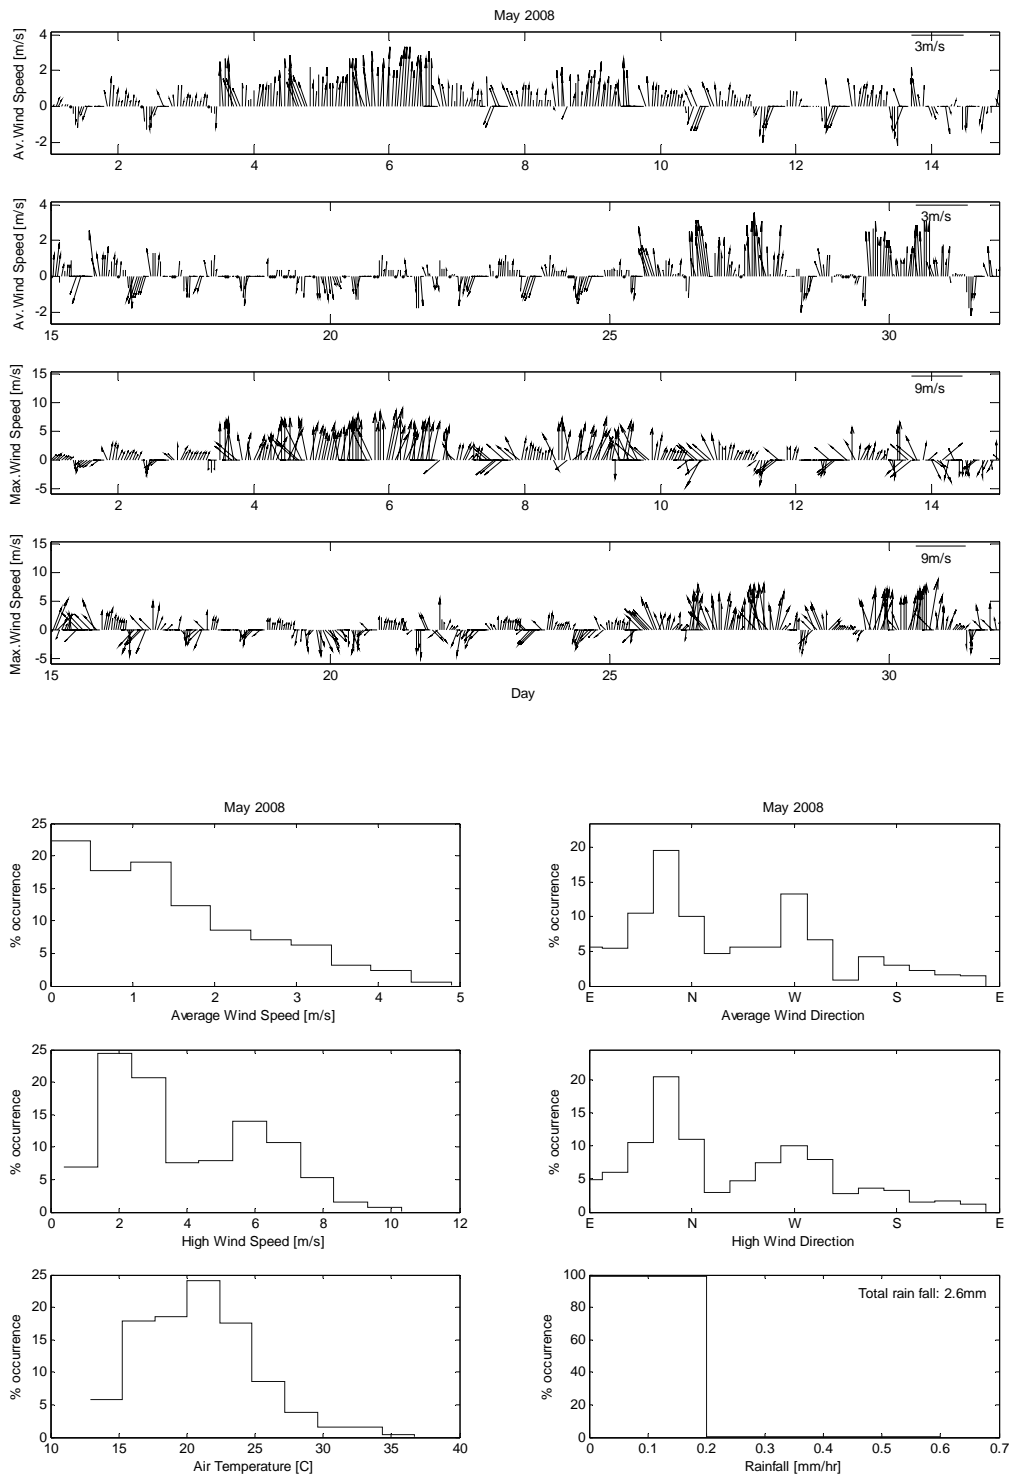 May 2008
Av.Wind Speed [m/s]
4
2
0
-2
3m/s
2 4 6 8 10 12 14
Av.Wind Speed [m/s]
4
2
0
-2
3m/s
15 20 25 30
Max.Wind Speed [m/s]
15
10
5
0
-5
9m/s
2 4 6 8 10 12 14
Max.Wind Speed [m/s]
15
10
5
0
-5
9m/s
15 20 25 30
Day
May 2008
% occurrence
25
20
15
10
5
0
0 1 2 3 4 5
Average Wind Speed [m/s]
May 2008
% occurrence
20
15
10
5
0
E N W S E
Average Wind Direction
% occurrence
25
20
15
10
5
0
0 2 4 6 8 10 12
High Wind Speed [m/s]
% occurrence
20
15
10
5
0
E N W S E
High Wind Direction
% occurrence
25
20
15
10
5
0
10 15 20 25 30 35 40
Air Temperature [C]
% occurrence
100
80
60
40
20
0
Total rain fall: 2.6mm
0 0.1 0.2 0.3 0.4 0.5 0.6 0.7
Rainfall [mm/hr]